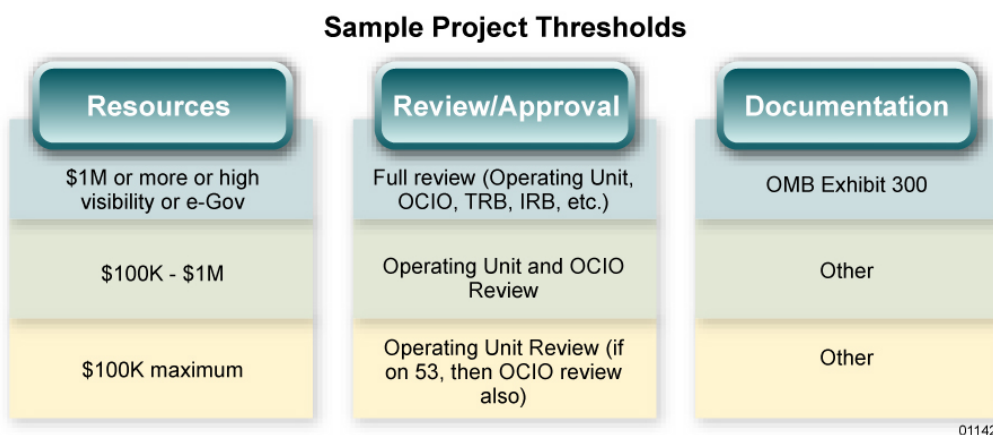 Sample Project Thresholds
Resources
Review/Approval
Documentation
$1M or more or high
visibility or e-Gov
Full review (Operating Unit,
OCIO, TRB, IRB, etc.)
OMB Exhibit 300
$100K - $1M
Operating Unit and OCIO
Review
Other
$100K maximum
Operating Unit Review (if
on 53, then OCIO review
also)
Other
01142